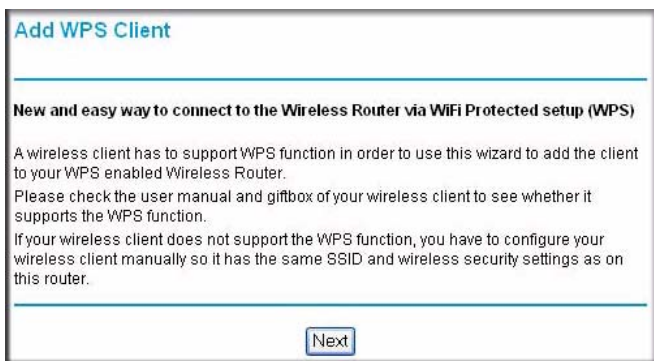 Add WPS Client
New and easy way to connect to the Wireless Router via WiFi Protected setup (WPS)
A wireless client has to support WPS function in order to use this wizard to add the client
to your WPS enabled Wireless Router.
Please check the user manual and giftbox of your wireless client to see whether it
supports the WPS function.
If your wireless client does not support the WPS function, you have to configure your
wireless client manually so it has the same SSID and wireless security settings as on
this router.
Next